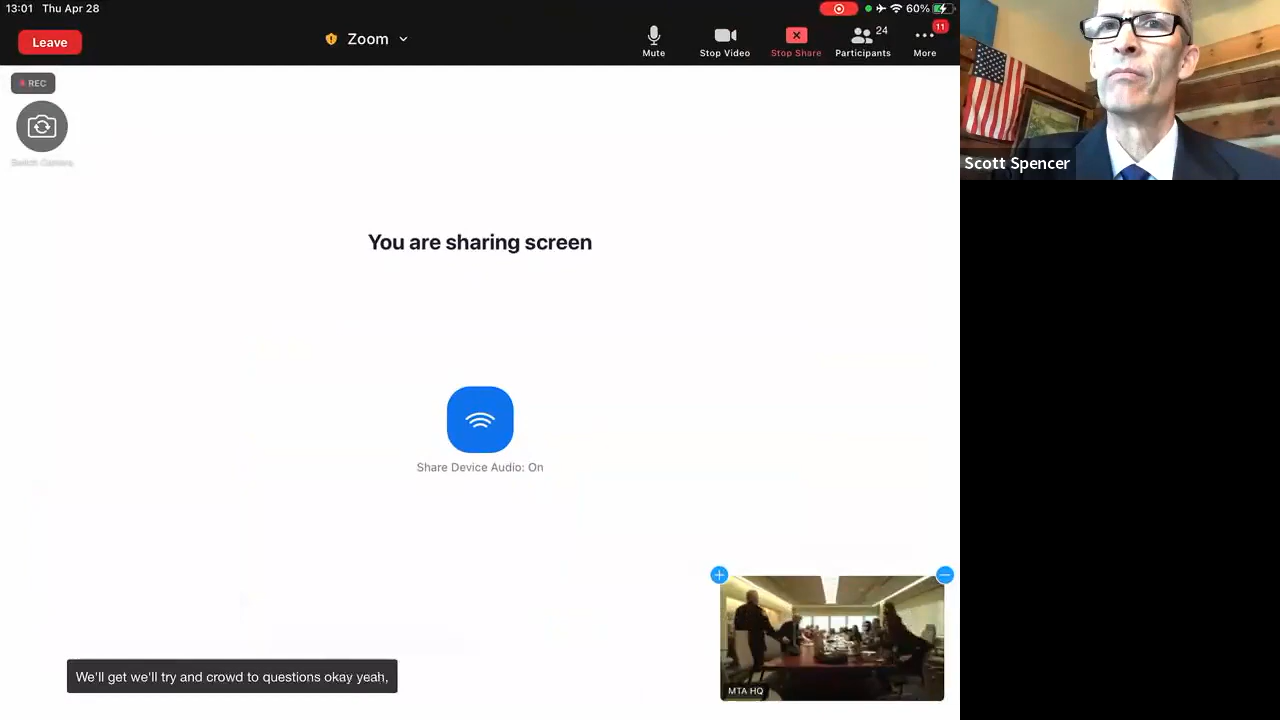 13:01 Thu Apr 28
60%
Leave
Zoom
Mute
Stop Video
Stop Share
Participants
24
More
11
REC
Switch Camera
Scott Spencer
You are sharing screen
Share Device Audio: On
We'll get we'll try and crowd to questions okay yeah,
MTA HQ